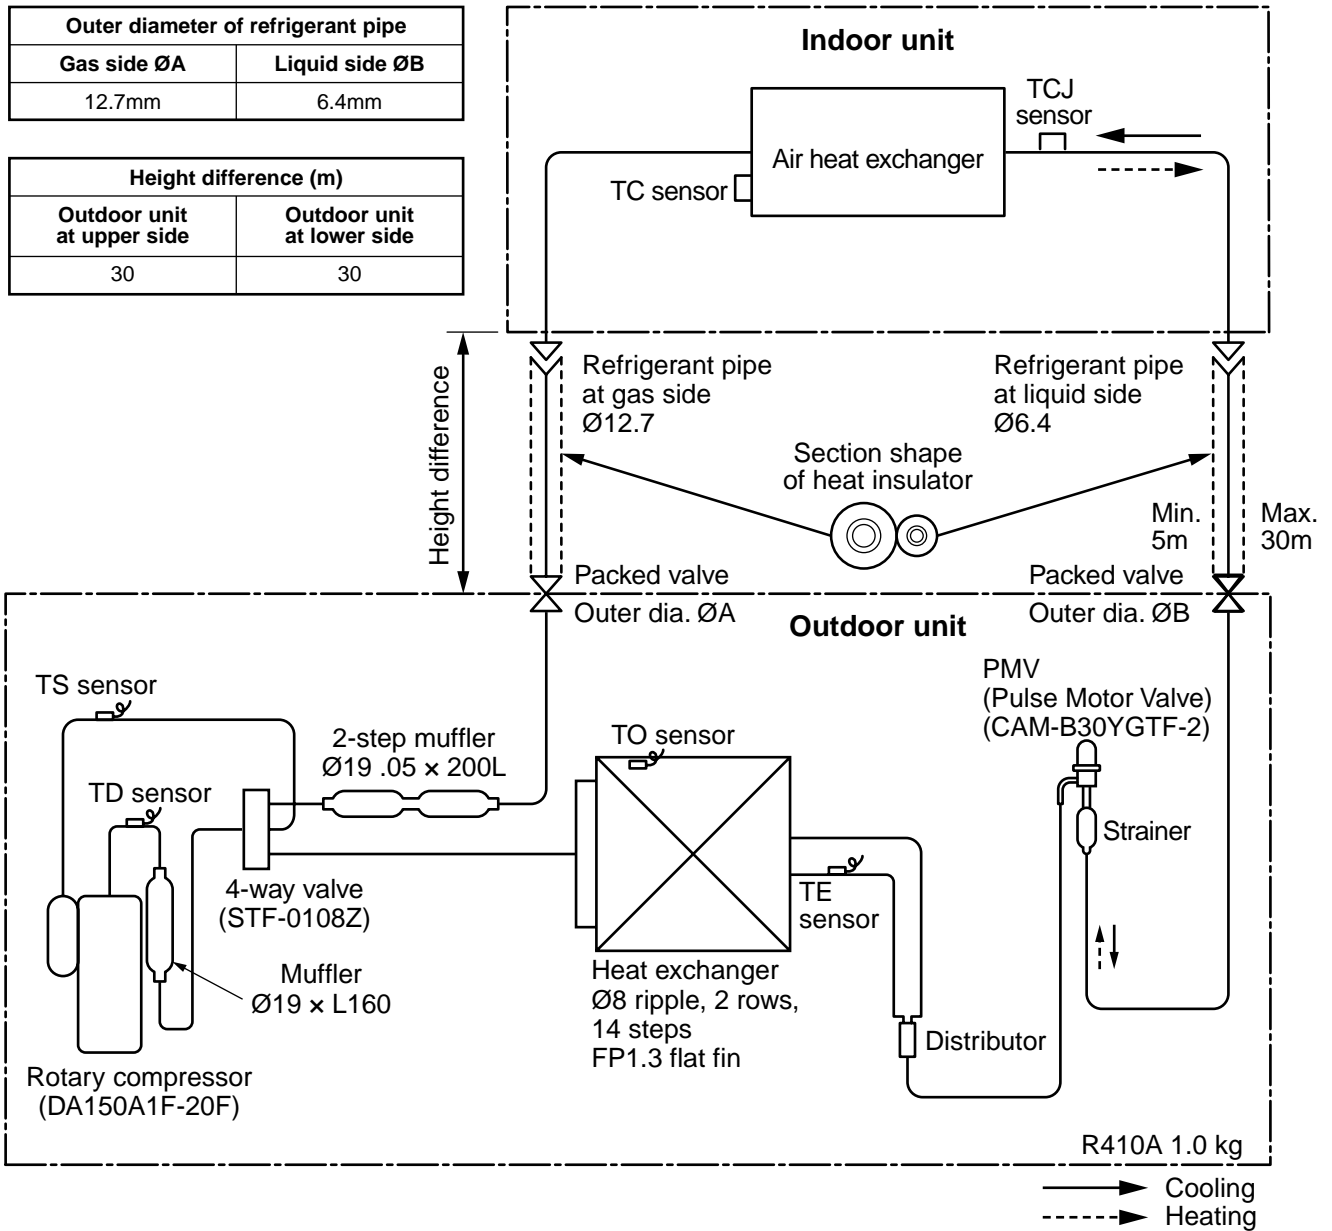 Outer diameter of refrigerant pipe
Gas side ØA
Liquid side ØB
12.7mm
6.4mm
Height difference (m)
Outdoor unit
at upper side
Outdoor unit
at lower side
30
30
Indoor unit
TCJ
sensor
Air heat exchanger
TC sensor
Height difference
Refrigerant pipe
at gas side
Ø12.7
Refrigerant pipe
at liquid side
Ø6.4
Section shape
of heat insulator
Min.
5m
Max.
30m
Packed valve
Outer dia. ØA
Packed valve
Outer dia. ØB
Outdoor unit
TS sensor
2-step muffler
Ø19 .05 × 200L
TO sensor
PMV
(Pulse Motor Valve)
(CAM-B30YGTF-2)
TD sensor
Strainer
4-way valve
(STF-0108Z)
TE
sensor
Muffler
Ø19 × L160
Heat exchanger
Ø8 ripple, 2 rows,
14 steps
FP1.3 flat fin
Distributor
Rotary compressor
(DA150A1F-20F)
R410A 1.0 kg
Cooling
Heating